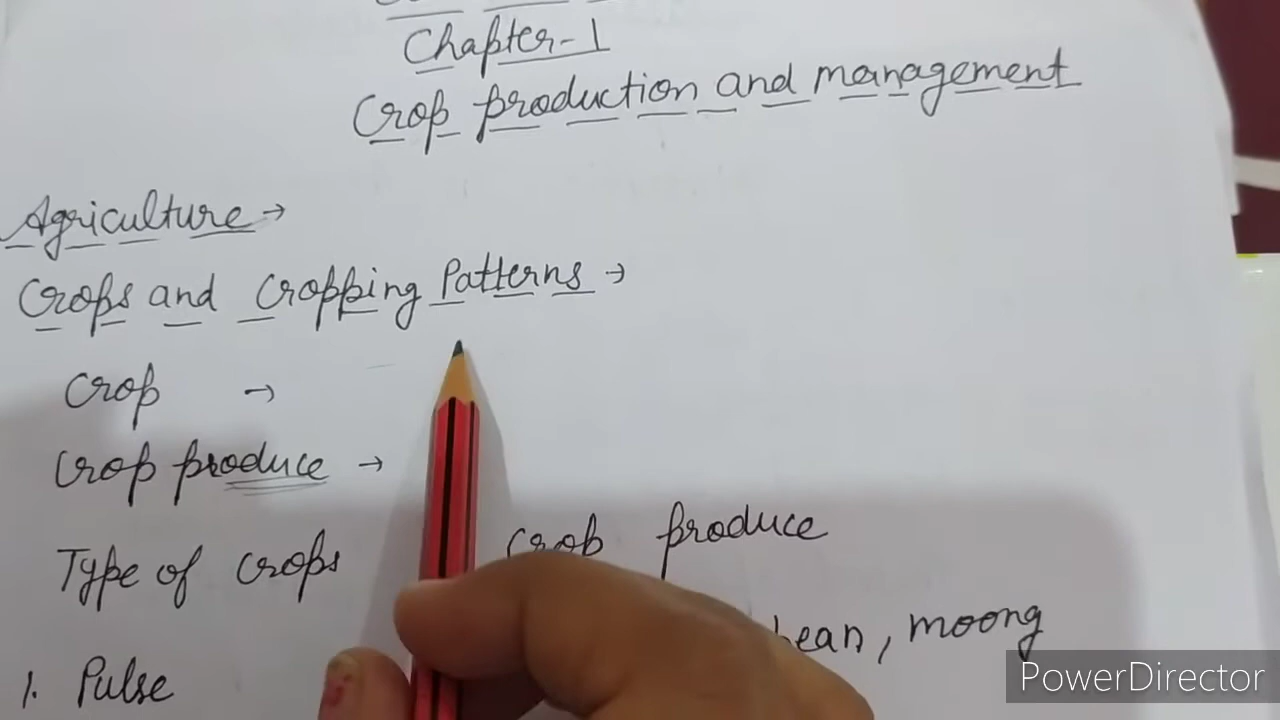 Chapter-1
Crop production and management
Agriculture →
Crops and Cropping Patterns →
Crop →
Crop produce →
Type of crops Crop produce
1. Pulse bean, moong
PowerDirector